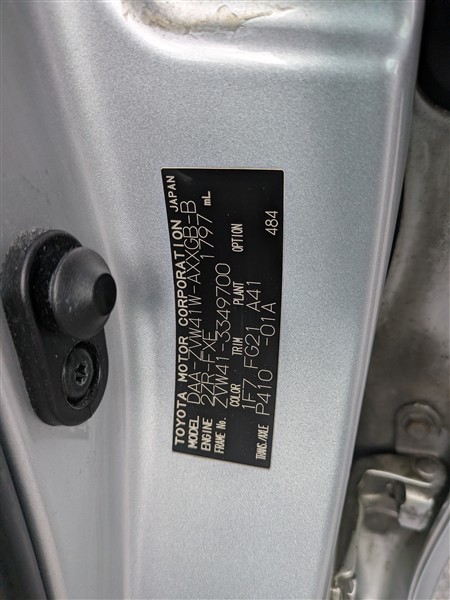 TOYOTA MOTOR CORPORATION JAPAN
MODEL DAA-ZVW41W-AXXGB-B
ENGINE 2ZR-FXE 1797 mL
FRAME No. ZVW41-3349700
COLOR TRIM PLANT OPTION
1F7 FG21 A41 484
TRANS./AXLE P410 -01A